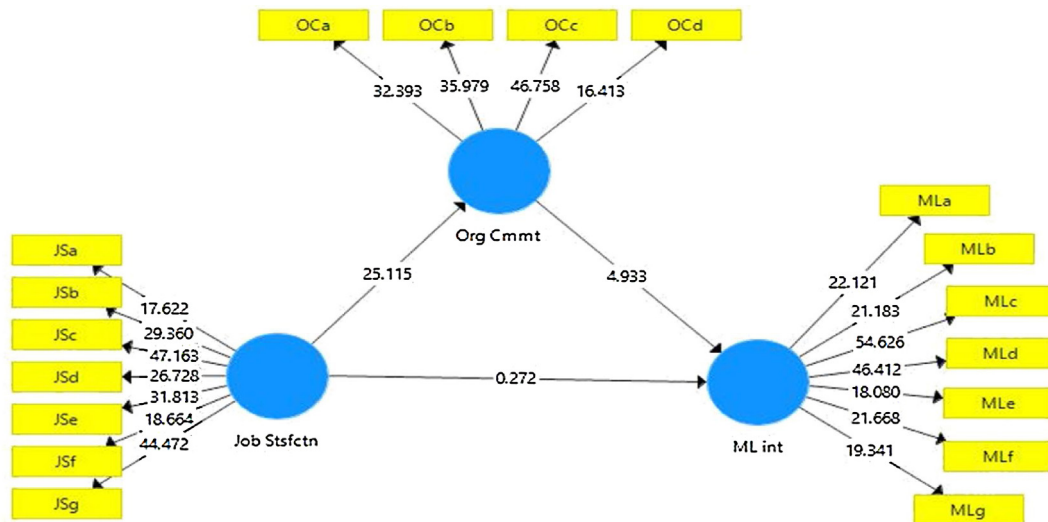 OCa
OCb
OCc
OCd
32.393
35.979
46.758
16.413
Org Cmmt
MLa
MLb
MLc
MLd
MLe
MLf
MLg
JSa
JSb
JSc
JSd
JSe
JSf
JSg
25.115
4.933
22.121
21.183
54.626
46.412
18.080
21.668
19.341
17.622
29.360
47.163
26.728
31.813
18.664
44.472
0.272
Job Stsfctn
ML int